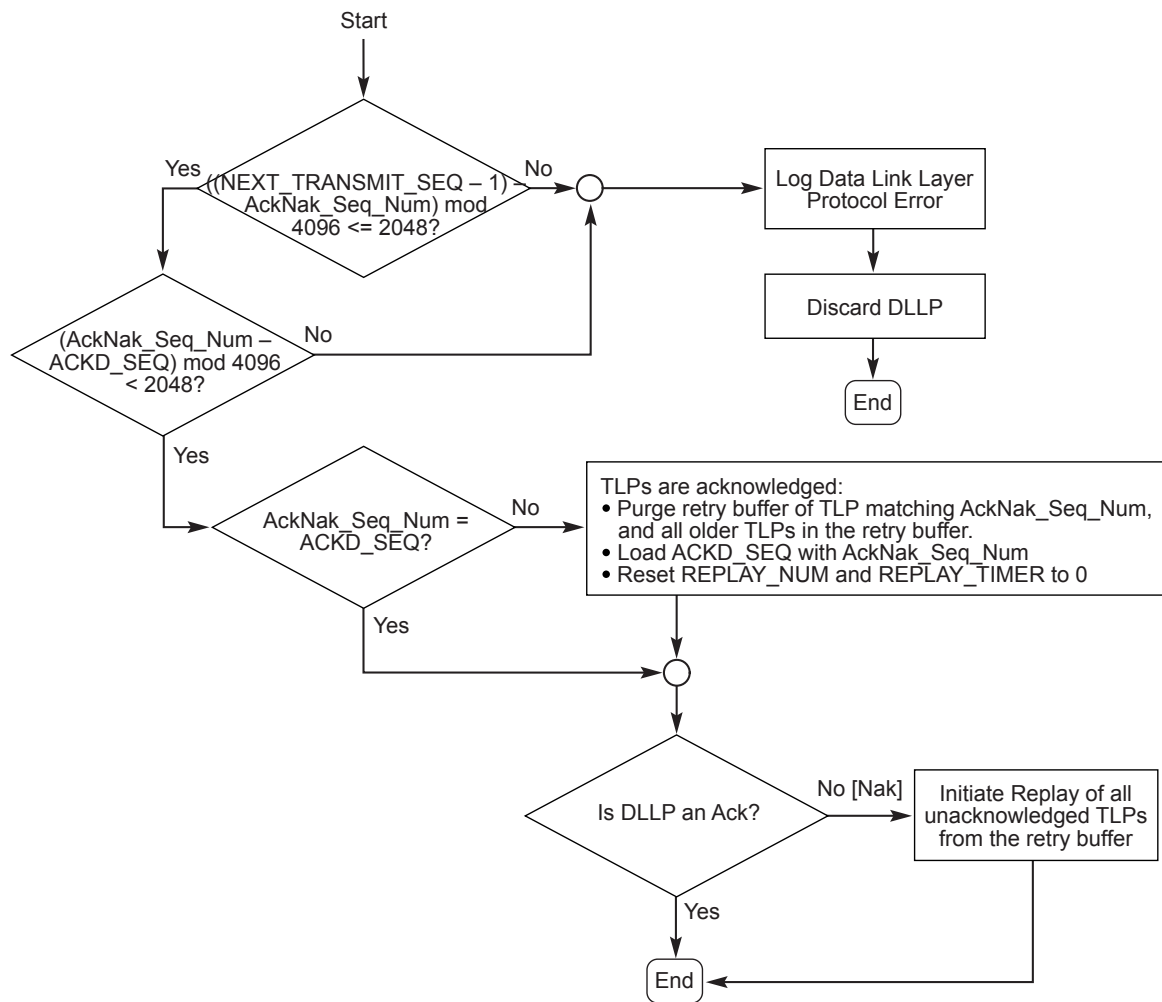 Start
Yes
((NEXT_TRANSMIT_SEQ – 1) –
AckNak_Seq_Num) mod
4096 <= 2048?
No
Log Data Link Layer
Protocol Error
Discard DLLP
End
(AckNak_Seq_Num –
ACKD_SEQ) mod 4096
< 2048?
No
Yes
AckNak_Seq_Num =
ACKD_SEQ?
No
Yes
TLPs are acknowledged:
• Purge retry buffer of TLP matching AckNak_Seq_Num,
and all older TLPs in the retry buffer.
• Load ACKD_SEQ with AckNak_Seq_Num
• Reset REPLAY_NUM and REPLAY_TIMER to 0
Is DLLP an Ack?
No [Nak]
Initiate Replay of all
unacknowledged TLPs
from the retry buffer
Yes
End